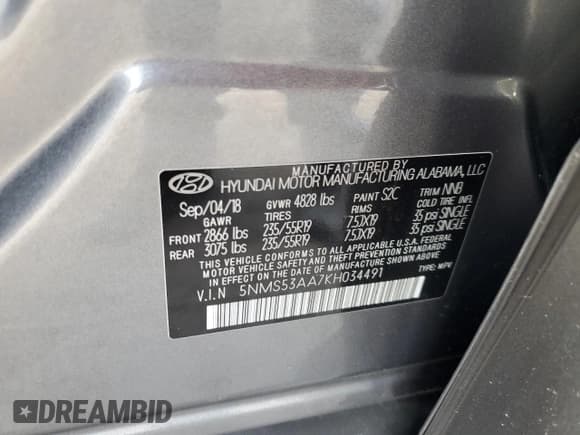 MANUFACTURED BY
HYUNDAI MOTOR MANUFACTURING ALABAMA, LLC
Sep/04/18 GVWR 4828 lbs PAINT S2C TRIM NNB
GAWR TIRES RIMS COLD TIRE INFL
FRONT 2866 lbs 235/55R19 7.5JX19 35 psi SINGLE
REAR 3075 lbs 235/55R19 7.5JX19 35 psi SINGLE
THIS VEHICLE CONFORMS TO ALL APPLICABLE U.S.A. FEDERAL
MOTOR VEHICLE SAFETY AND THEFT PREVENTION STANDARDS
IN EFFECT ON THE DATE OF MANUFACTURE SHOWN ABOVE.
V.I.N 5NMS53AA7KH034491 TYPE: MPV
DREAMBID